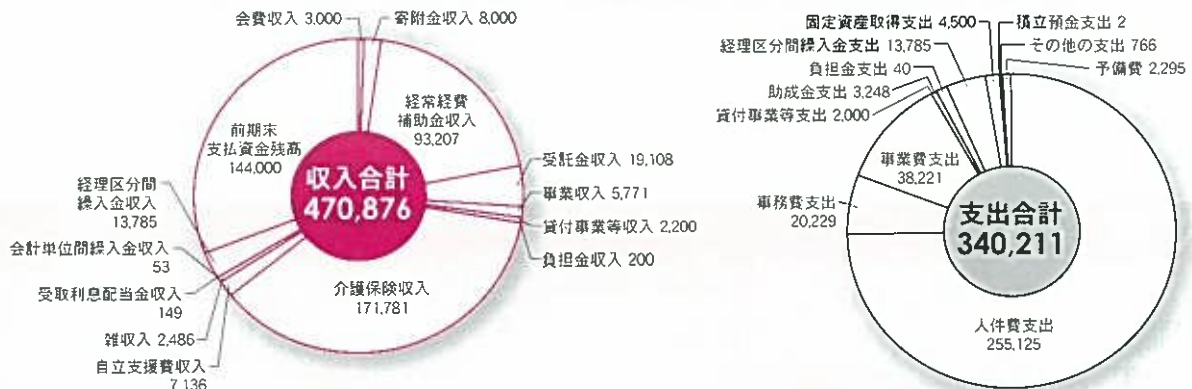 会費収入 3,000
寄附金収入 8,000
経常経費
補助金収入
93,207
受託金収入 19,108
事業収入 5,771
貸付事業等収入 2,200
負担金収入 200
介護保険収入
171,781
自立支援費収入
7,136
雑収入 2,486
受取利息配当金収入
149
会計単位間繰入金収入
53
経理区分間
繰入金収入
13,785
前期末
支払資金残高
144,000
収入合計
470,876
固定資産取得支出 4,500
積立預金支出 2
経理区分間繰入金支出 13,785
その他の支出 766
負担金支出 40
予備費 2,295
助成金支出 3,248
貸付事業等支出 2,000
事業費支出
38,221
事務費支出
20,229
支出合計
340,211
人件費支出
255,125